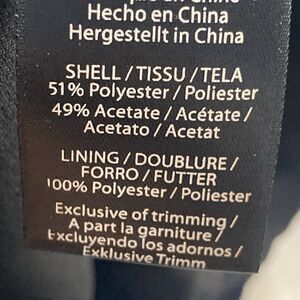 Hecho en China
Hergestellt in China
SHELL / TISSU / TELA
51% Polyester / Poliester
49% Acetate / Acétate /
Acetato / Acetat
LINING / DOUBLURE /
FORRO / FUTTER
100% Polyester / Poliester
Exclusive of trimming /
A part la garniture /
Excluyendo los adornos /
Exklusive Trimm